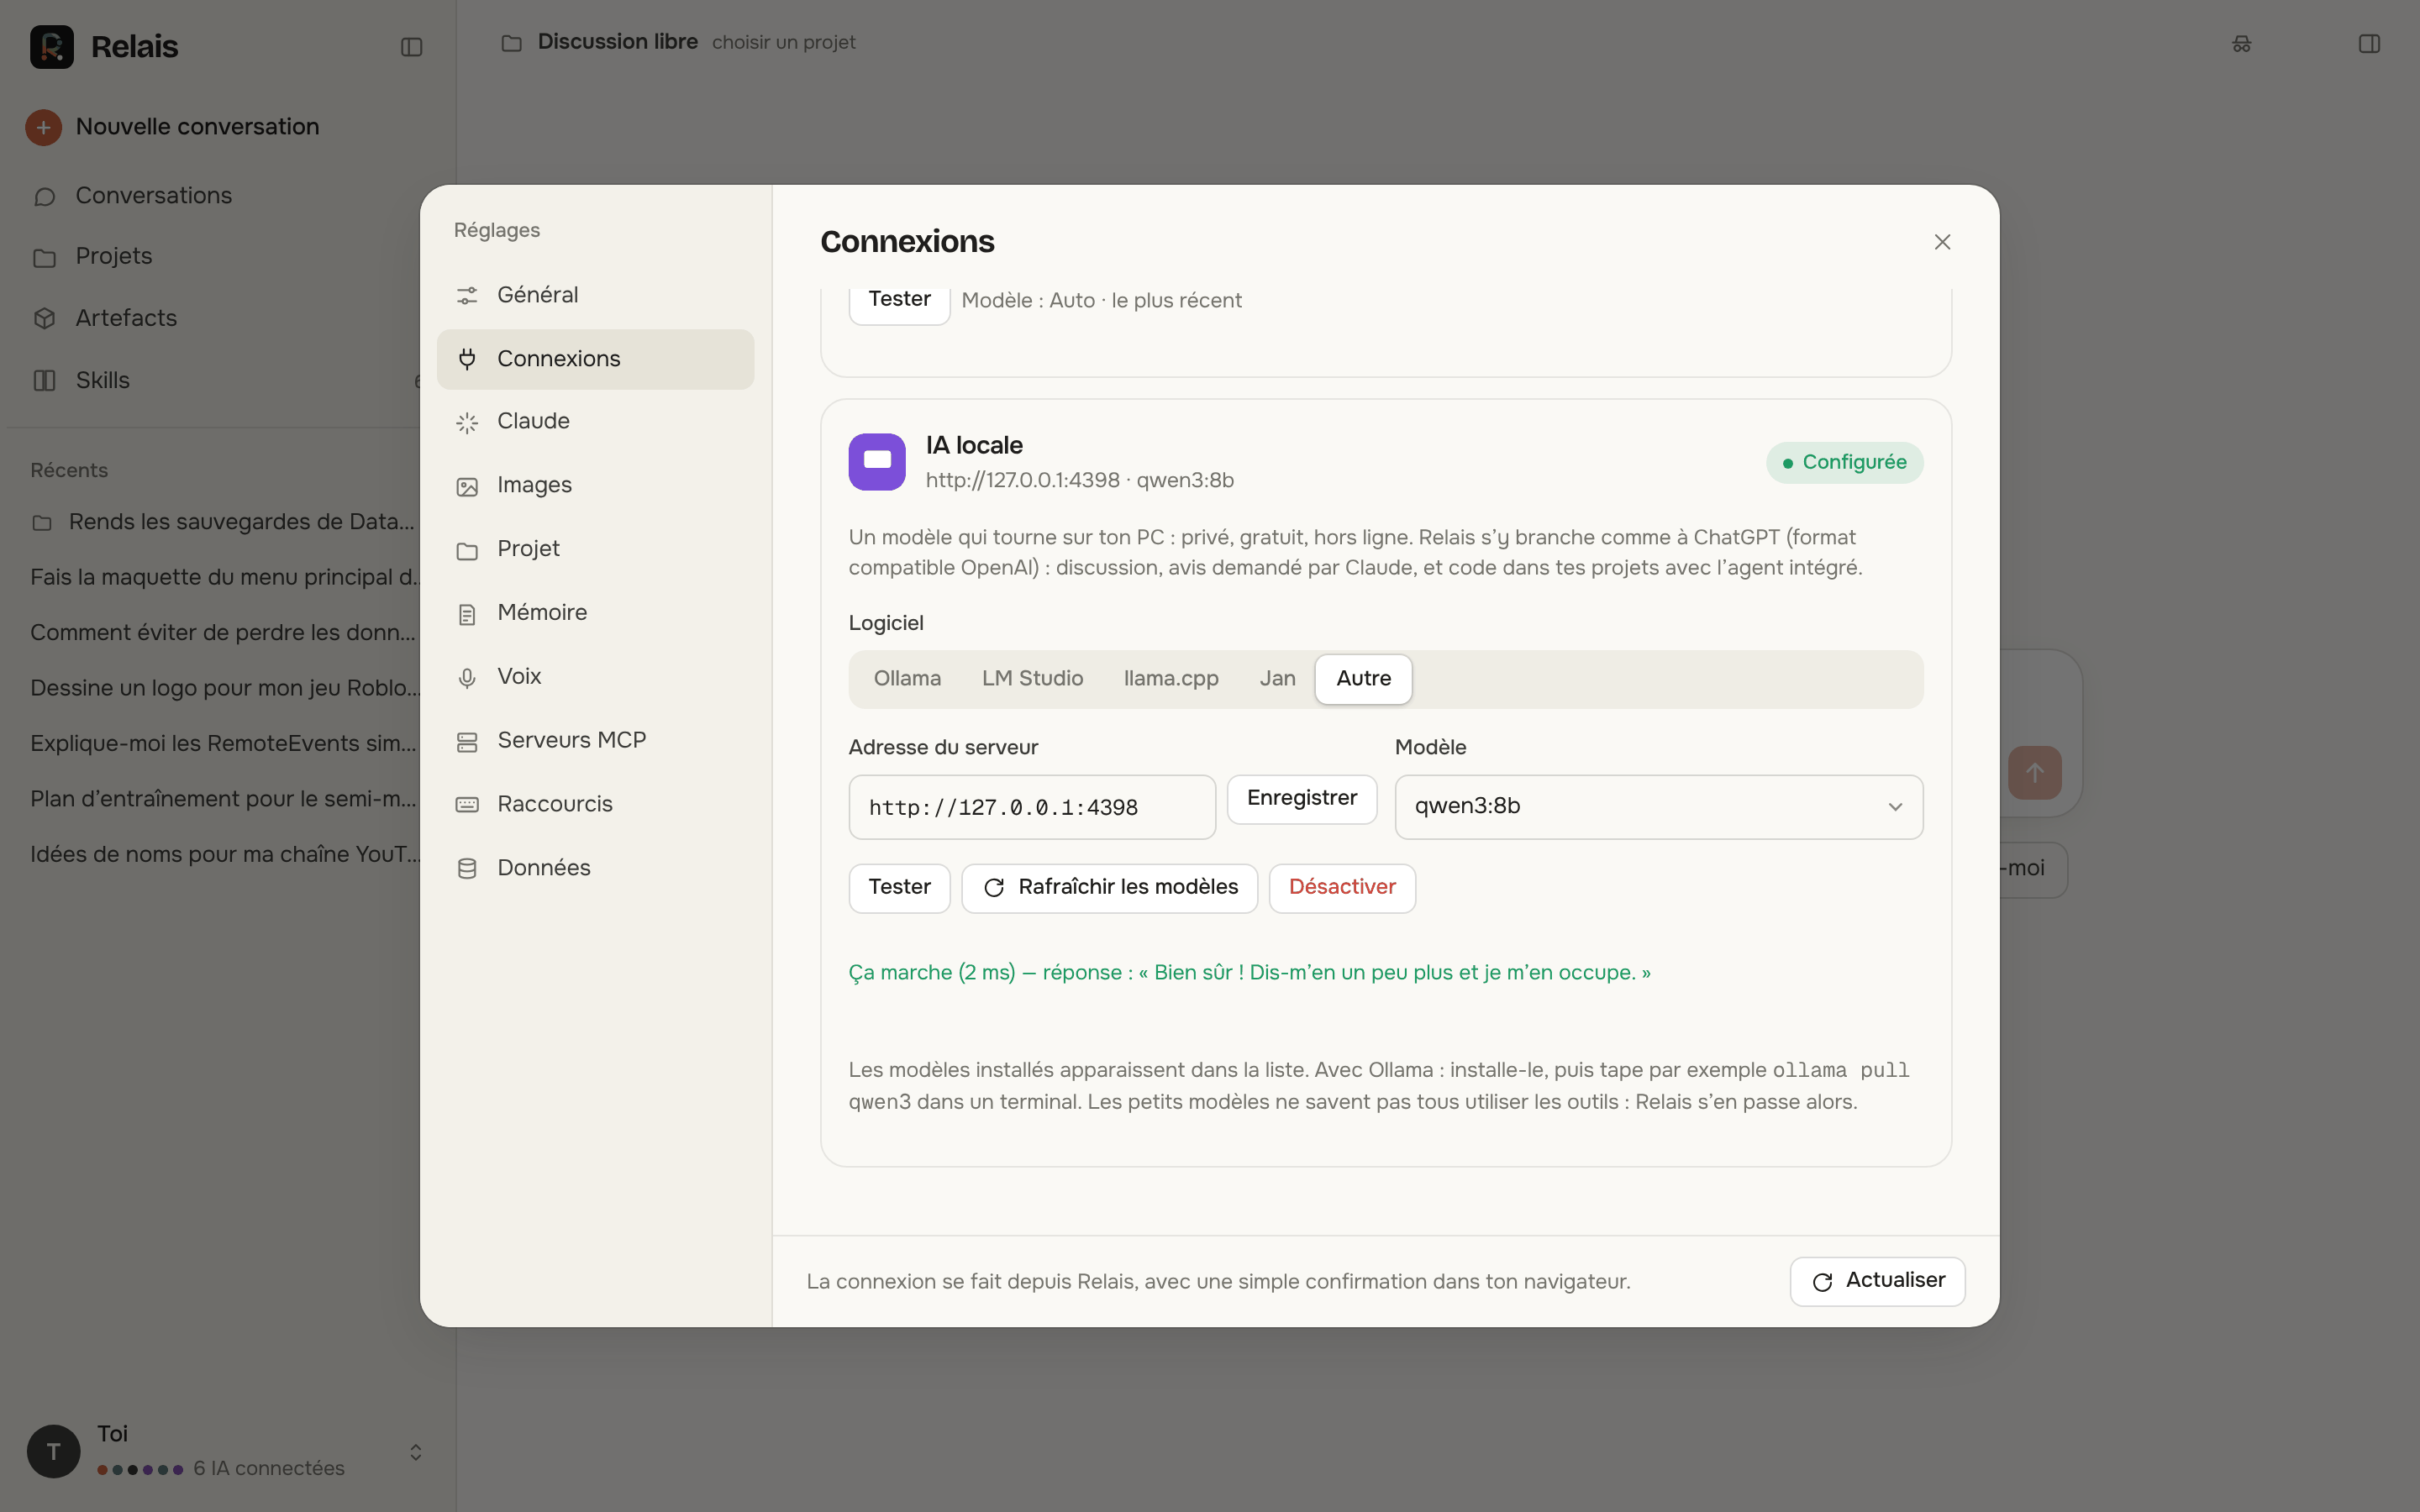 Relais
Nouvelle conversation
Conversations
Projets
Artefacts
Skills
Récents
Rends les sauvegardes de Data...
Fais la maquette du menu principal d...
Comment éviter de perdre les donn...
Dessine un logo pour mon jeu Roblo...
Explique-moi les RemoteEvents sim...
Plan d’entraînement pour le semi-m...
Idées de noms pour ma chaîne YouT...
T
Toi
6 IA connectées
Discussion libre choisir un projet
Réglages
Général
Connexions
Claude
Images
Projet
Mémoire
Voix
Serveurs MCP
Raccourcis
Données
Connexions
Tester Modèle : Auto · le plus récent
IA locale
http://127.0.0.1:4398 · qwen3:8b
Configurée
Un modèle qui tourne sur ton PC : privé, gratuit, hors ligne. Relais s’y branche comme à ChatGPT (format
compatible OpenAI) : discussion, avis demandé par Claude, et code dans tes projets avec l’agent intégré.
Logiciel
Ollama LM Studio llama.cpp Jan Autre
Adresse du serveur Modèle
http://127.0.0.1:4398 Enregistrer qwen3:8b
Tester Rafraîchir les modèles Désactiver
Ça marche (2 ms) — réponse : « Bien sûr ! Dis-m’en un peu plus et je m’en occupe. »
Les modèles installés apparaissent dans la liste. Avec Ollama : installe-le, puis tape par exemple ollama pull
qwen3 dans un terminal. Les petits modèles ne savent pas tous utiliser les outils : Relais s’en passe alors.
La connexion se fait depuis Relais, avec une simple confirmation dans ton navigateur.
Actualiser
-moi